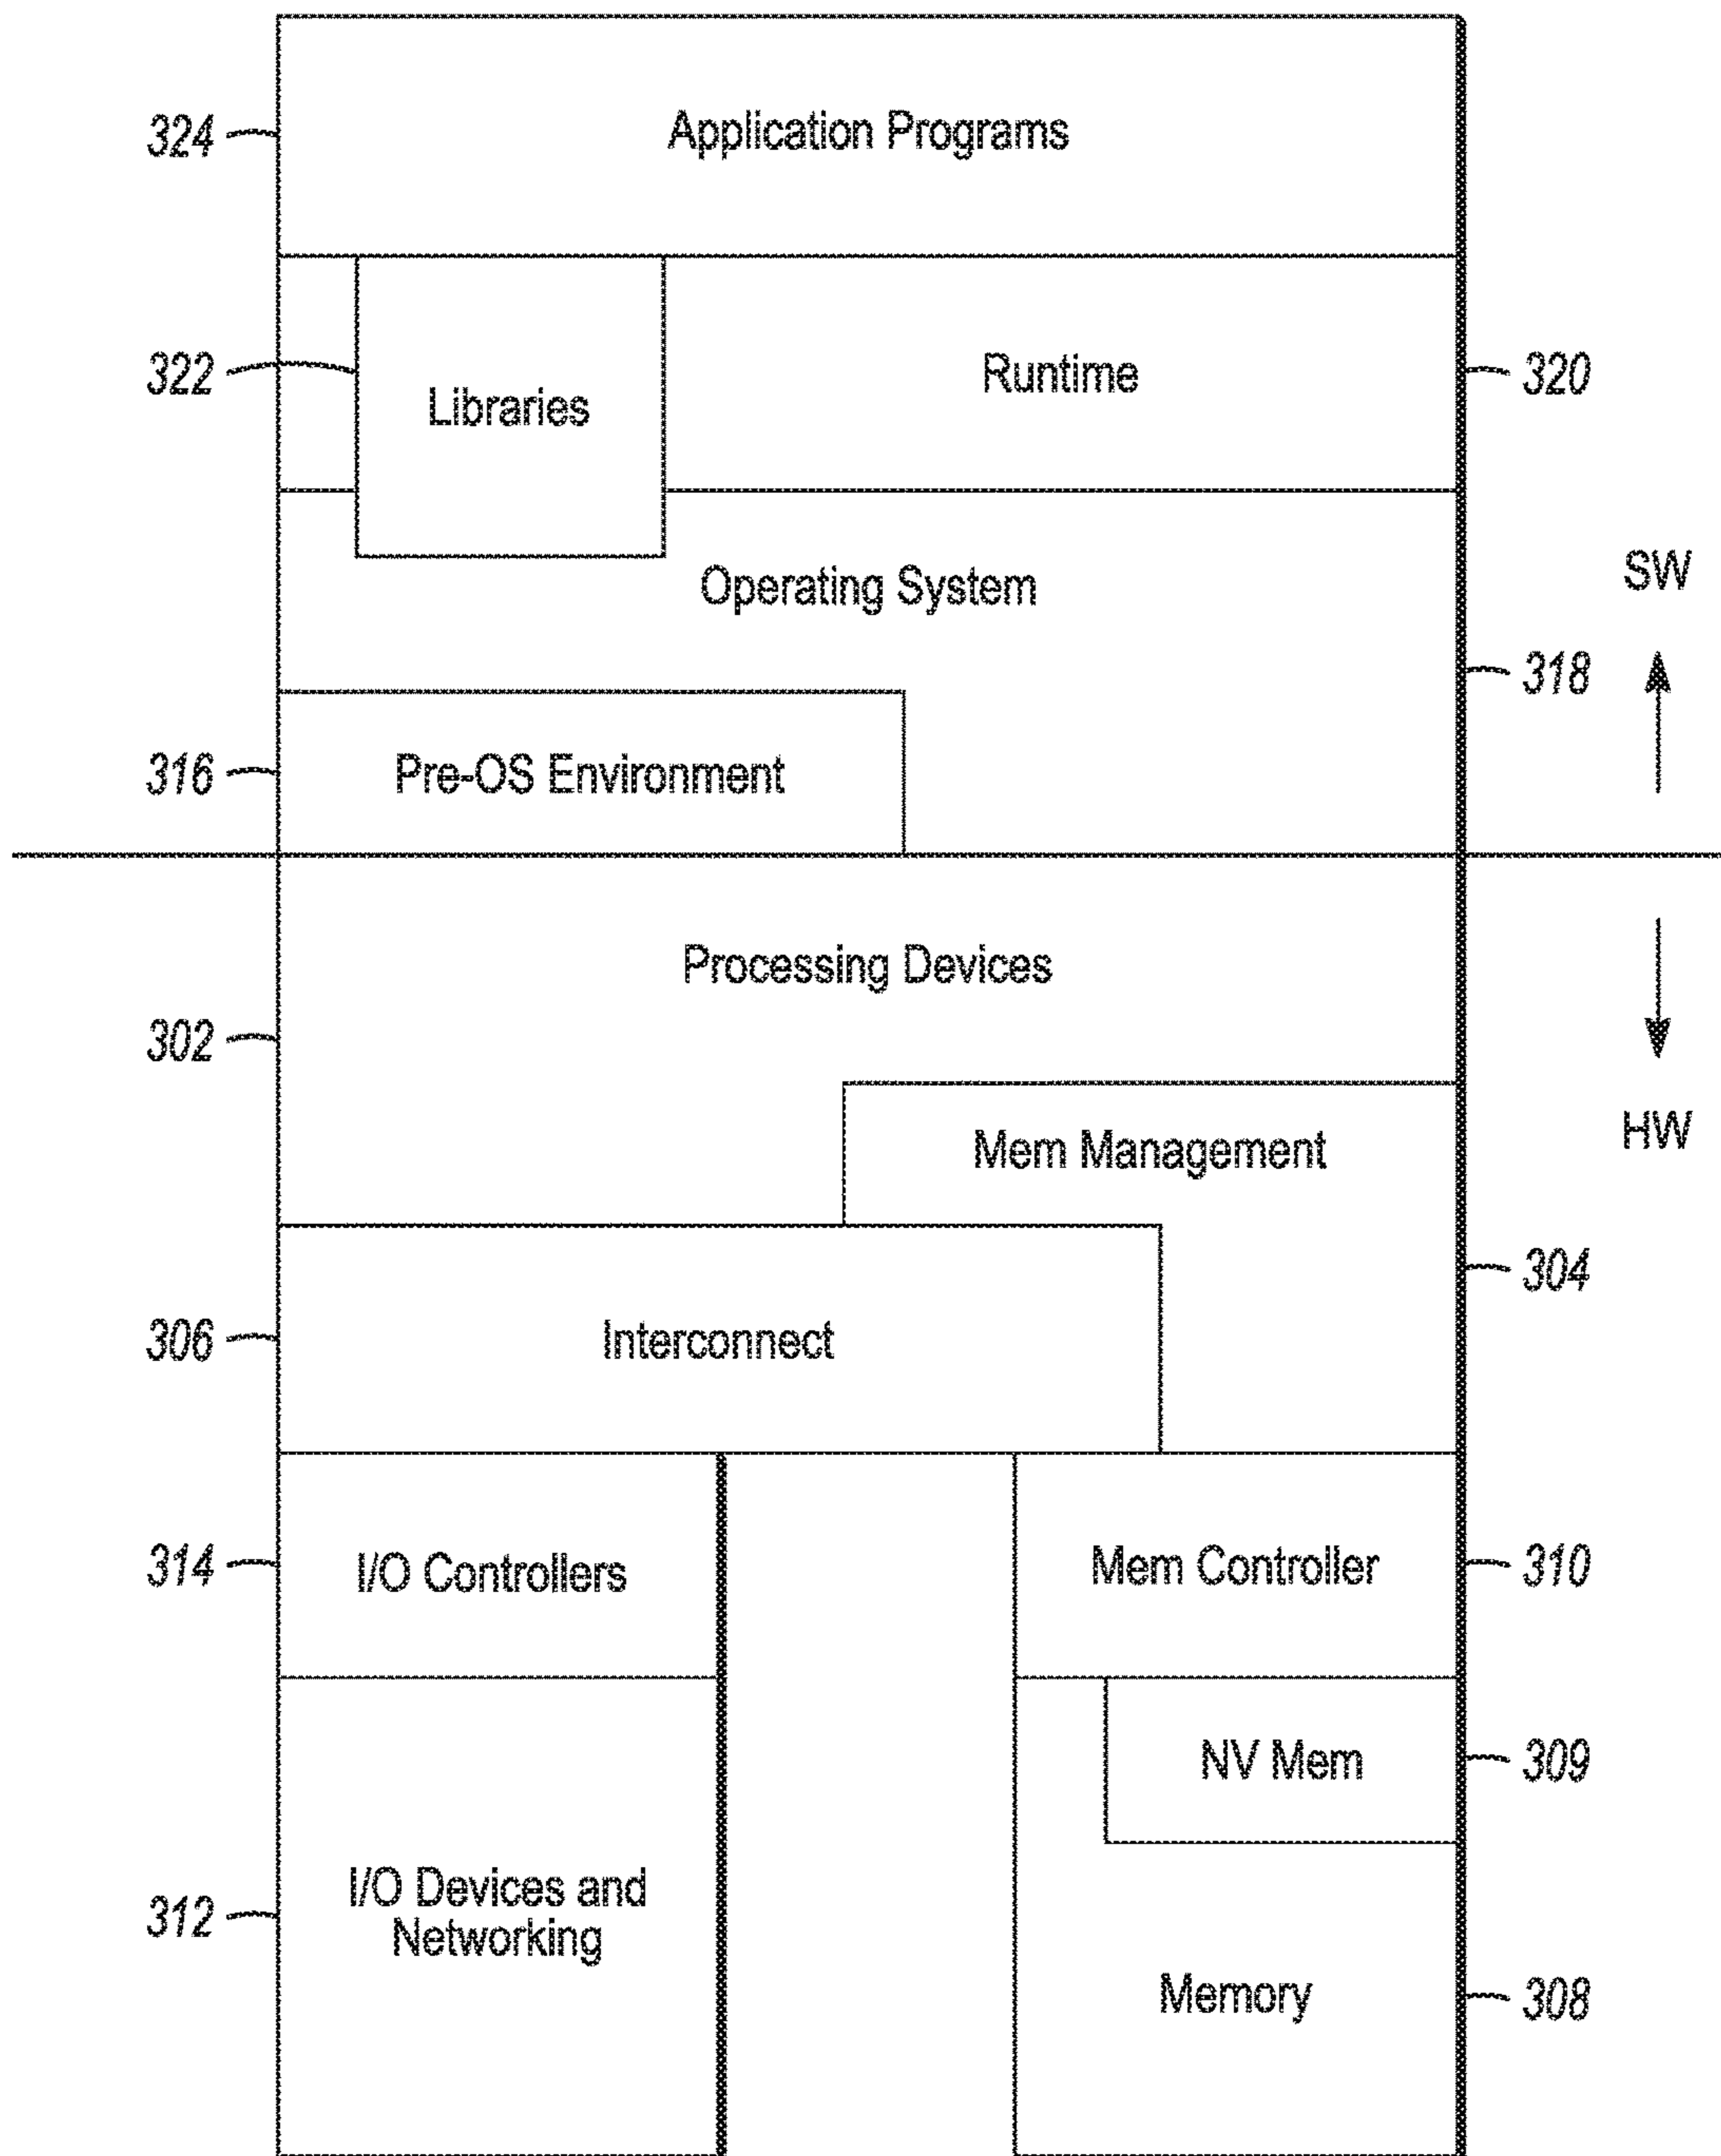 Application Programs
324
322
Libraries
Runtime
320
Operating System
SW
318
316
Pre-OS Environment
Processing Devices
302
Mem Management
HW
304
306
Interconnect
314
I/O Controllers
Mem Controller
310
NV Mem
309
312
I/O Devices and
Networking
Memory
308